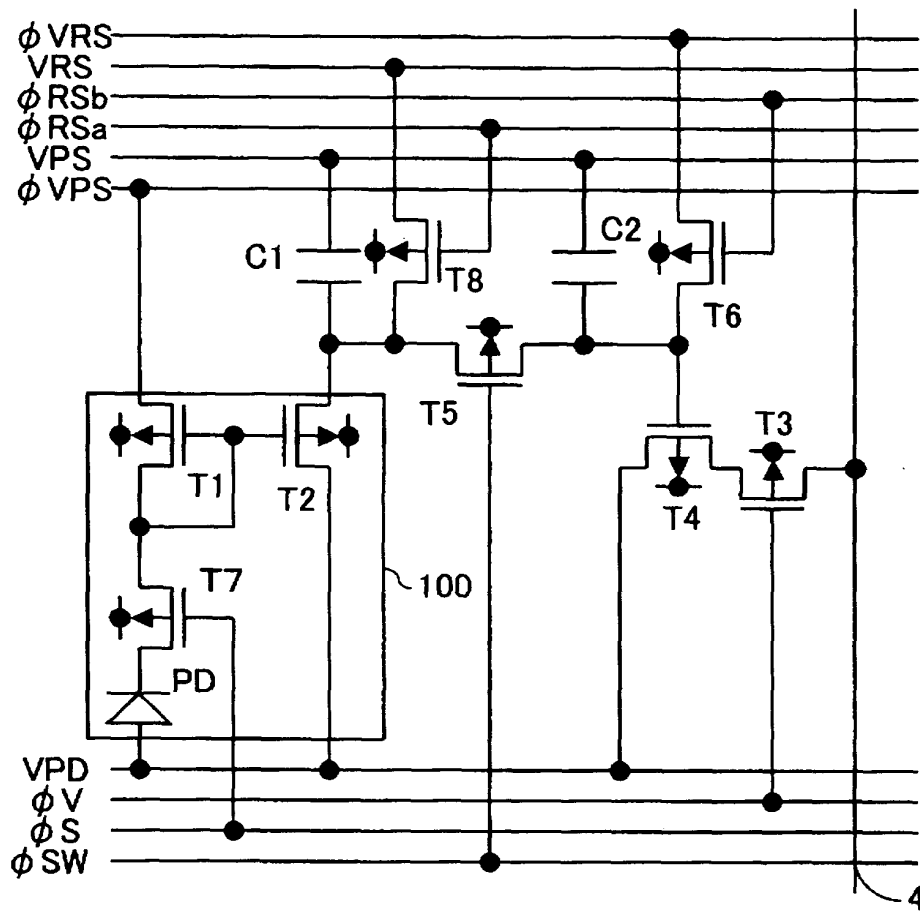 φVRS
VRS
φRSb
φRSa
VPS
φVPS
C1
T8
C2
T6
T5
T3
T1
T2
T4
T7
100
PD
VPD
φV
φS
φSW
4